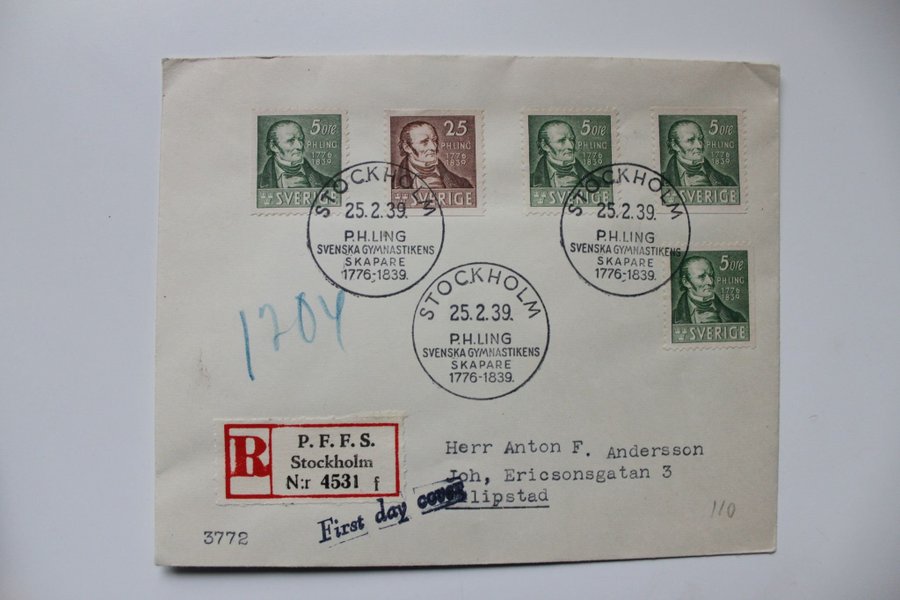 5 öre
P.H.LING
1776
1839
SVERIGE
25
P.H.LING
1776
1839
SVERIGE
5 öre
P.H.LING
1776
1839
SVERIGE
5 öre
P.H.LING
1776
1839
SVERIGE
STOCKHOLM
25.2.39.
P.H.LING
SVENSKA GYMNASTIKENS
SKAPARE
1776-1839.
STOCKHOLM
25.2.39.
P.H.LING
SVENSKA GYMNASTIKENS
SKAPARE
1776-1839.
5 öre
P.H.LING
1776
1839
SVERIGE
STOCKHOLM
25.2.39.
P.H.LING
SVENSKA GYMNASTIKENS
SKAPARE
1776-1839.
1204
R
P. F. F. S.
Stockholm
N:r 4531 f
Herr Anton F. Andersson
Joh, Ericsonsgatan 3
First day cover
3772
110